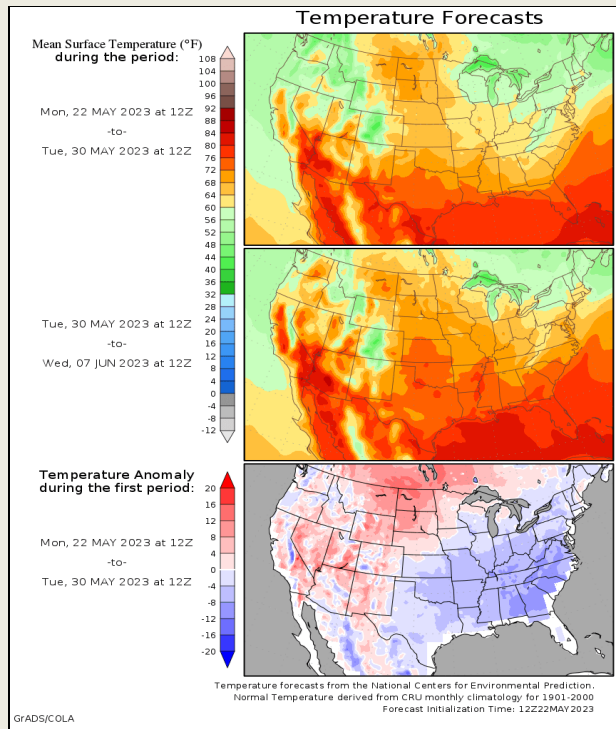 Temperature Forecasts
Mean Surface Temperature (°F)
during the period:
Mon, 22 MAY 2023 at 12Z
-to-
Tue, 30 MAY 2023 at 12Z
Tue, 30 MAY 2023 at 12Z
-to-
Wed, 07 JUN 2023 at 12Z
108
104
100
96
92
88
84
80
76
72
68
64
60
56
52
48
44
40
36
32
28
24
20
16
12
8
4
0
-4
-8
-12
Temperature Anomaly
during the first period:
Mon, 22 MAY 2023 at 12Z
-to-
Tue, 30 MAY 2023 at 12Z
20
16
12
8
4
0
-4
-8
-12
-16
-20
Temperature forecasts from the National Centers for Environmental Prediction.
Normal Temperature derived from CRU monthly climatology for 1901-2000
Forecast Initialization Time: 12Z22MAY2023
GrADS/COLA